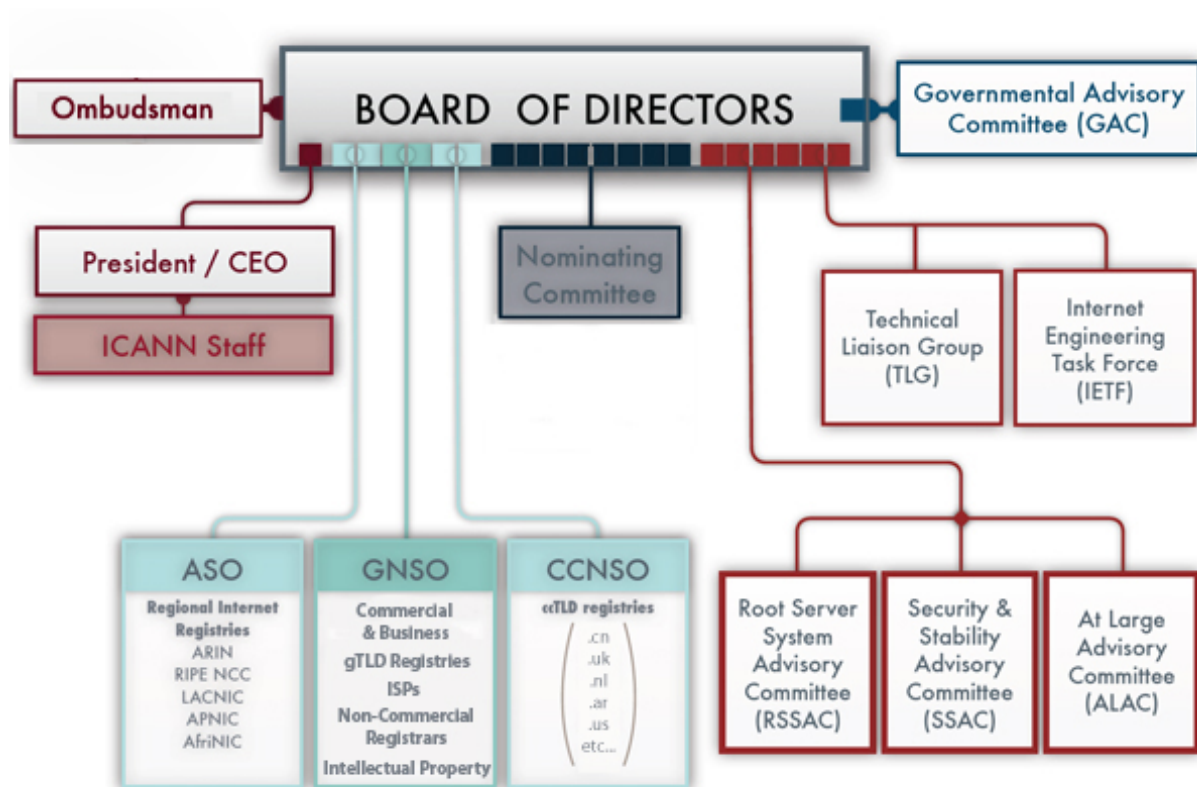 BOARD OF DIRECTORS
Ombudsman
Governmental Advisory
Committee (GAC)
President / CEO
ICANN Staff
Nominating
Committee
Technical
Liaison Group
(TLG)
Internet
Engineering
Task Force
(IETF)
ASO
Regional Internet
Registries
ARIN
RIPE NCC
LACNIC
APNIC
AfriNIC
GNSO
Commercial
& Business
gTLD Registries
ISPs
Non-Commercial
Registrars
Intellectual Property
CCNSO
ccTLD registries
.cn
.uk
.nl
.ar
.us
etc...
Root Server
System
Advisory
Committee
(RSSAC)
Security &
Stability
Advisory
Committee
(SSAC)
At Large
Advisory
Committee
(ALAC)